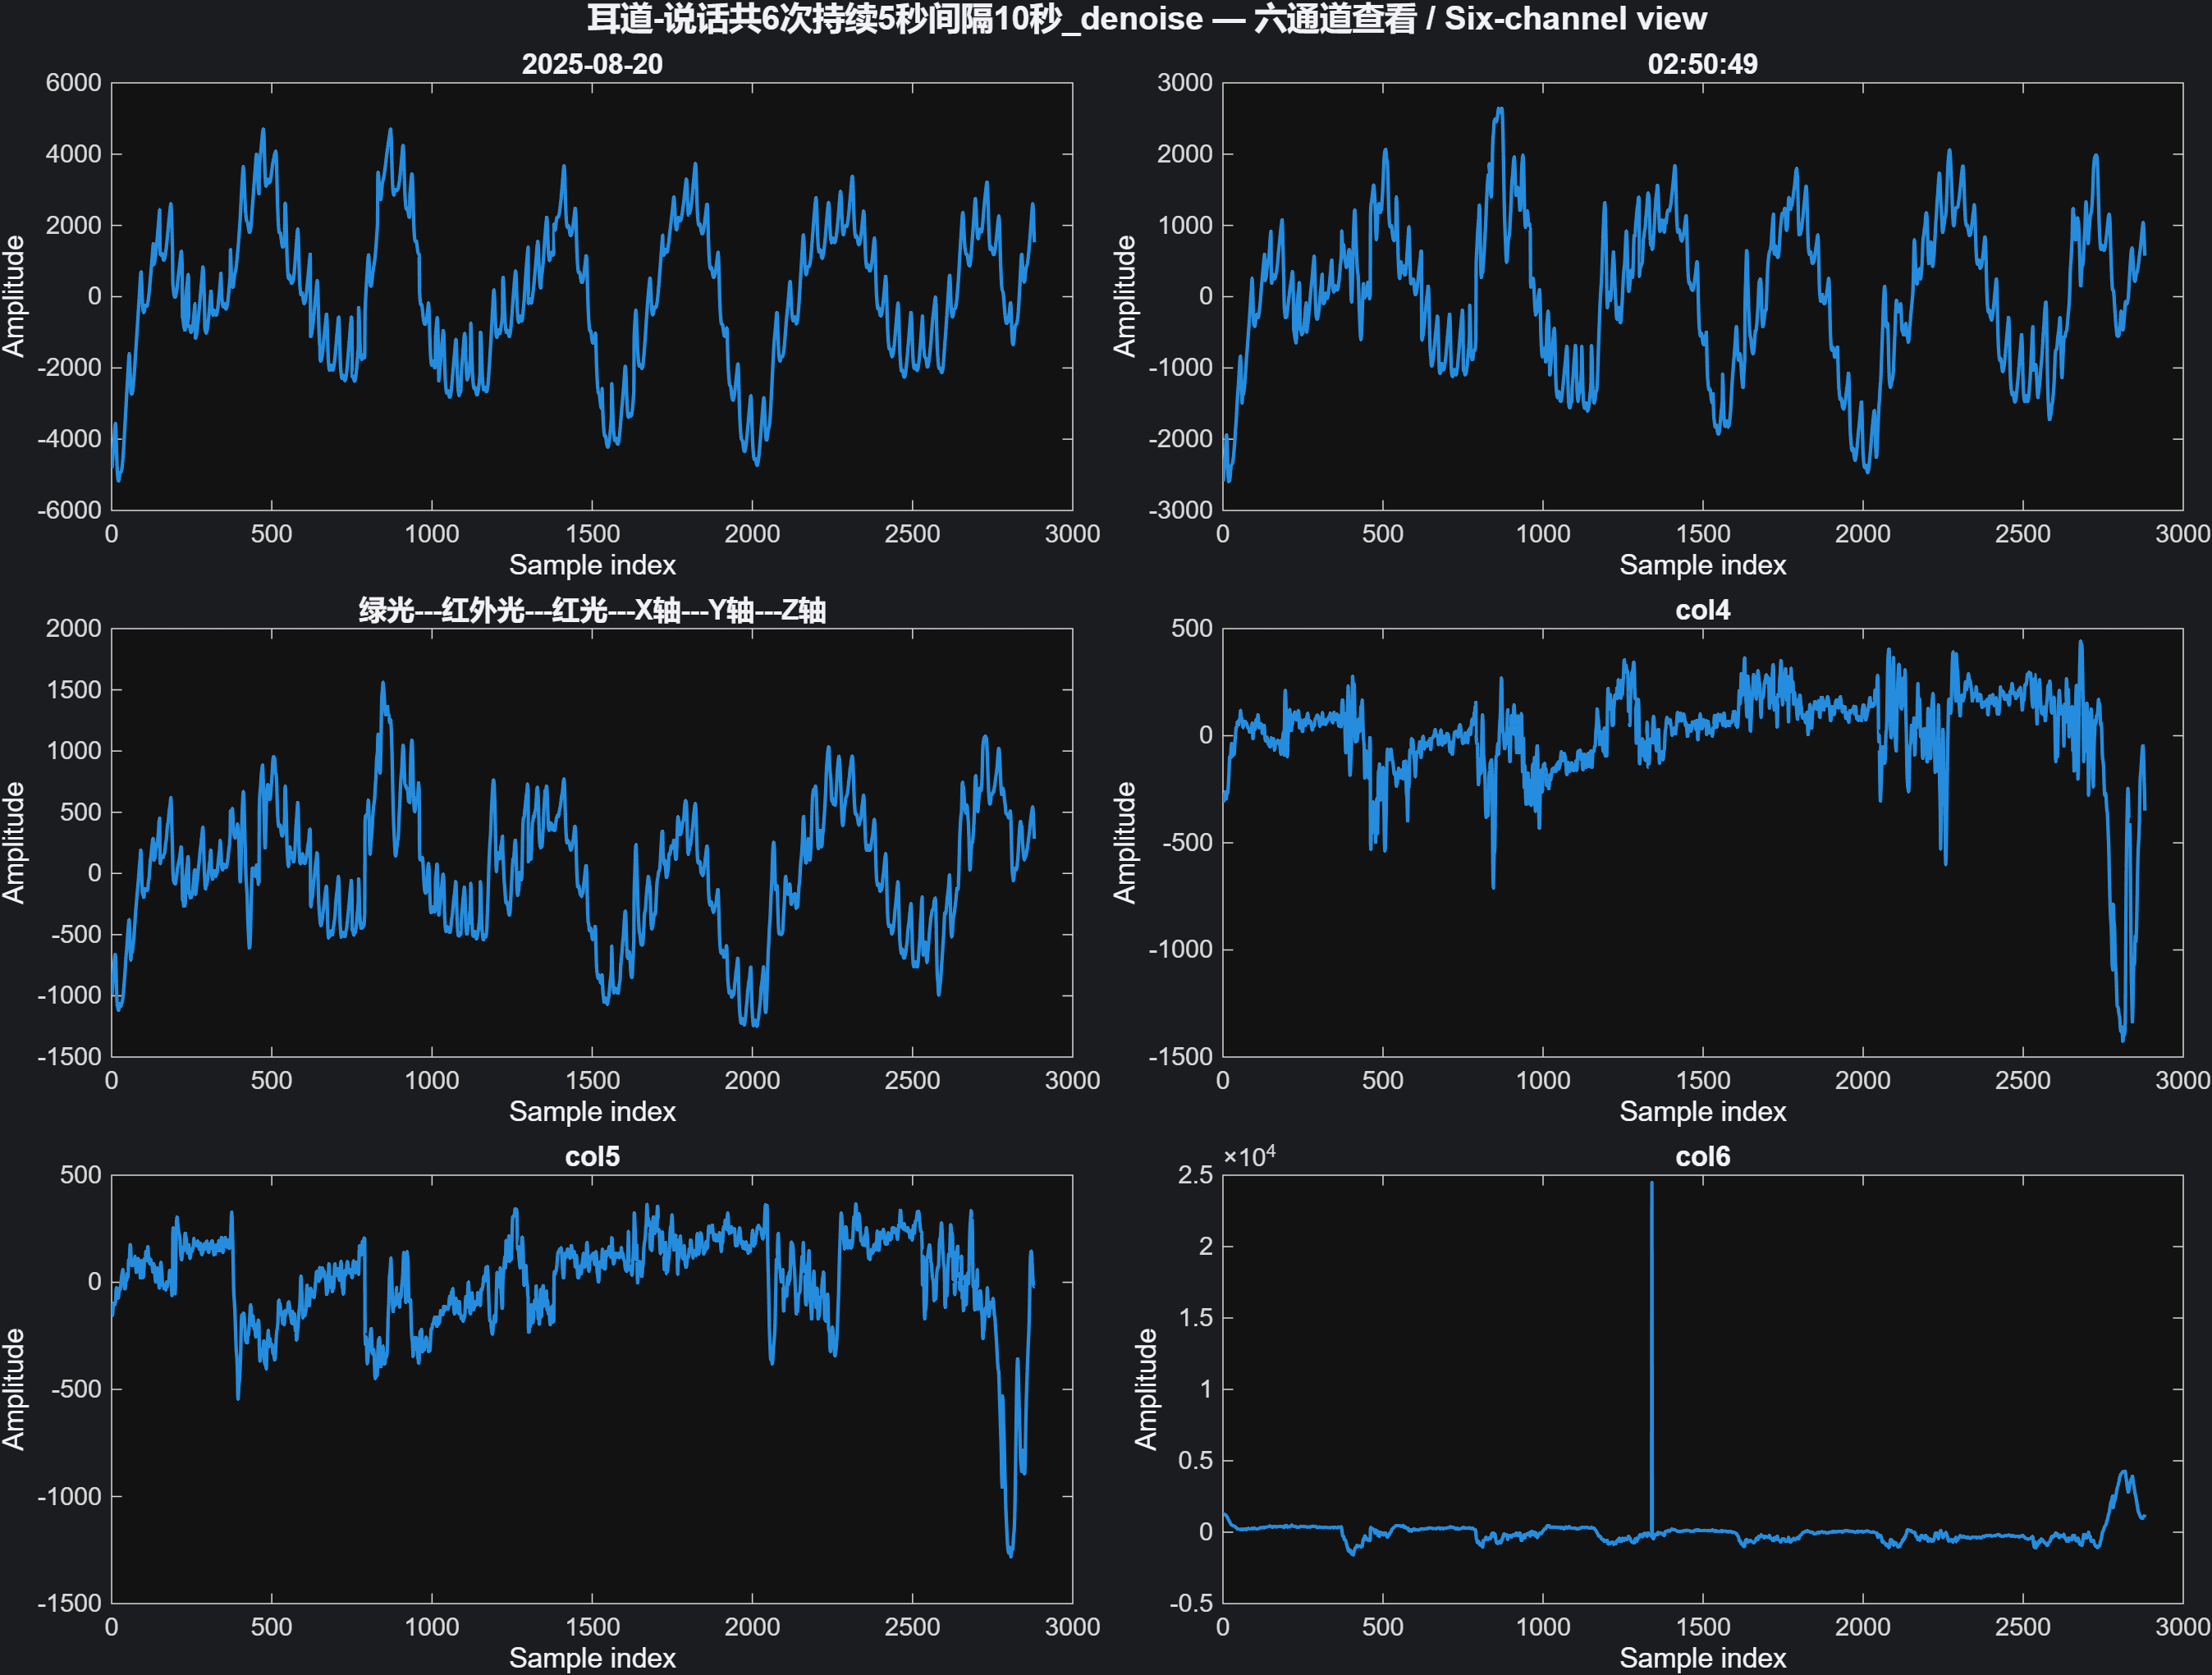 耳道-说话共6次持续5秒间隔10秒_denoise — 六通道查看 / Six-channel view
2025-08-20
6000
4000
2000
0
-2000
-4000
-6000
Amplitude
0 500 1000 1500 2000 2500 3000
Sample index
02:50:49
3000
2000
1000
0
-1000
-2000
-3000
Amplitude
0 500 1000 1500 2000 2500 3000
Sample index
绿光---红外光---红光---X轴---Y轴---Z轴
2000
1500
1000
500
0
-500
-1000
-1500
Amplitude
0 500 1000 1500 2000 2500 3000
Sample index
col4
500
0
-500
-1000
-1500
Amplitude
0 500 1000 1500 2000 2500 3000
Sample index
col5
500
0
-500
-1000
-1500
Amplitude
0 500 1000 1500 2000 2500 3000
Sample index
col6
×10⁴
2.5
2
1.5
1
0.5
0
-0.5
Amplitude
0 500 1000 1500 2000 2500 3000
Sample index